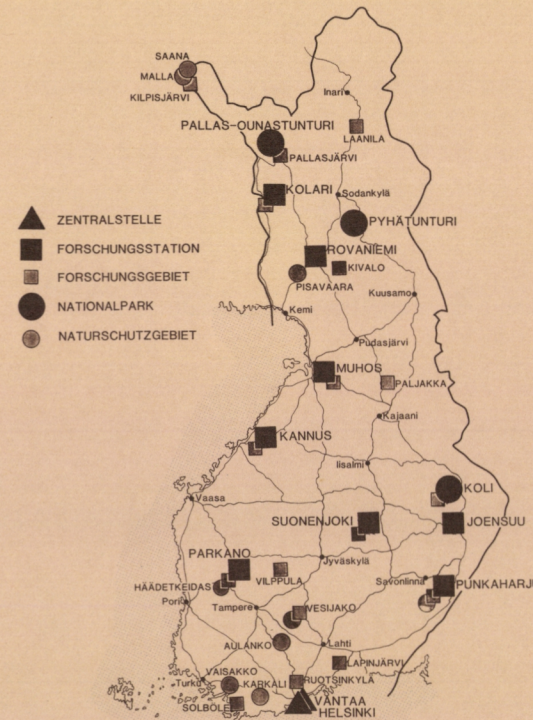 SAANA
MALLA
KILPISJÄRVI
Inari
LAANILA
PALLAS-OUNASTUNTURI
PALLASJÄRVI
KOLARI
Sodankylä
PYHÄTUNTURI
ZENTRALSTELLE
FORSCHUNGSSTATION
FORSCHUNGSGEBIET
NATIONALPARK
NATURSCHUTZGEBIET
ROVANIEMI
KIVALO
PISAVAARA
Kuusamo
Kemi
Pudasjärvi
MUHOS
PALJAKKA
Kajaani
KANNUS
Iisalmi
KOLI
Vaasa
SUONENJOKI
JOENSUU
PARKANO
Jyväskylä
VILPPULA
Savonlinna
PUNKAHARJU
HÄÄDETKEIDAS
Pori
Tampere
VESIJAKO
AULANKO
Lahti
LAPINJÄRVI
VAISAKKO
Turku
KARKALI
RUOTSINKYLÄ
SOLBÖLE
VANTAA
HELSINKI